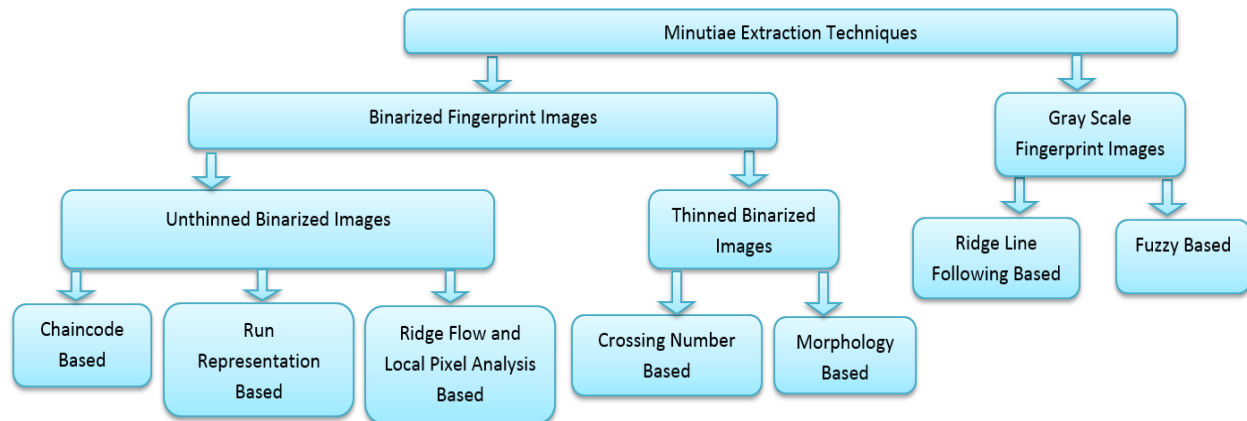 Minutiae Extraction Techniques
Binarized Fingerprint Images
Gray Scale
Fingerprint Images
Unthinned Binarized Images
Thinned Binarized
Images
Ridge Line
Following Based
Fuzzy Based
Chaincode
Based
Run
Representation
Based
Ridge Flow and
Local Pixel Analysis
Based
Crossing Number
Based
Morphology
Based